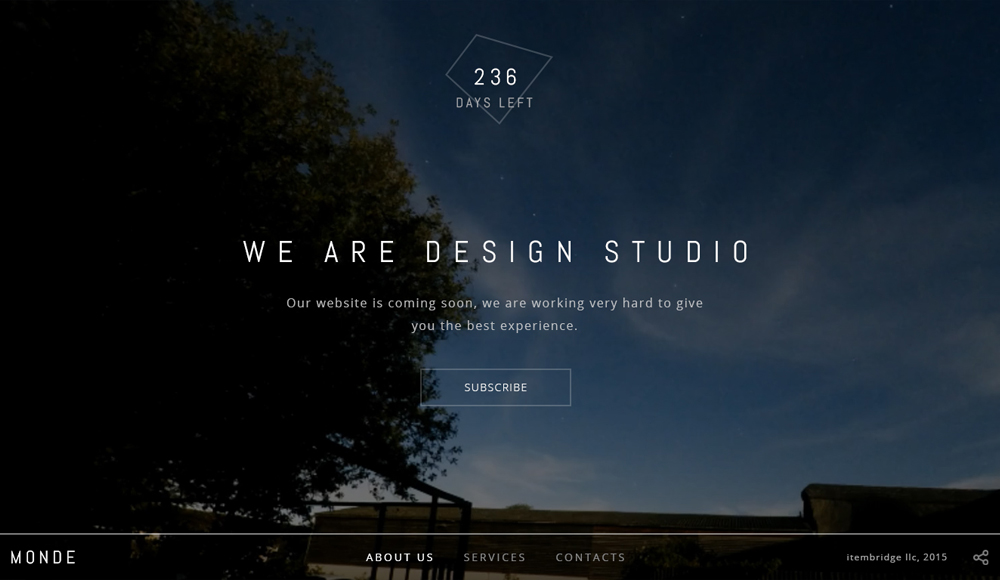 236
DAYS LEFT
WE ARE DESIGN STUDIO
Our website is coming soon, we are working very hard to give
you the best experience.
SUBSCRIBE
MONDE
ABOUT US
SERVICES
CONTACTS
itembridge llc, 2015